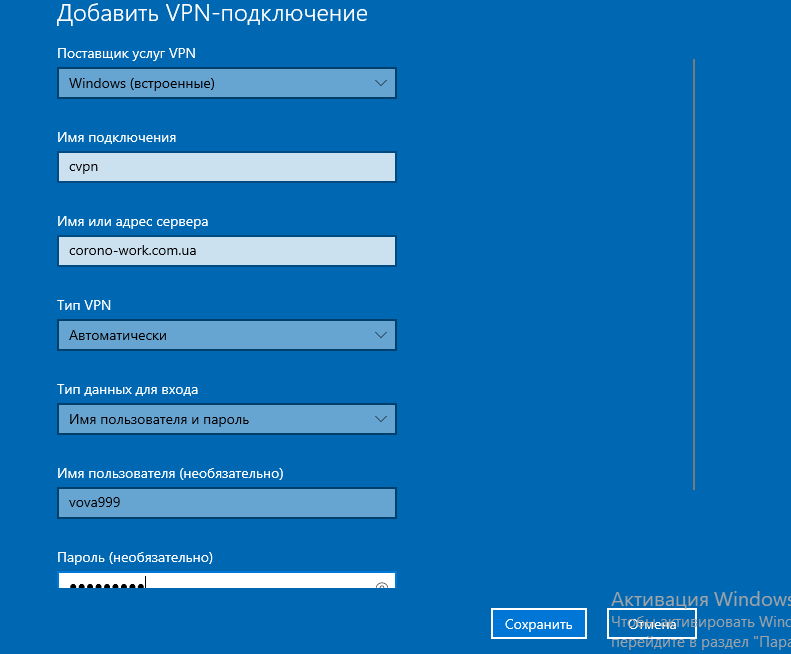 Добавить VPN-подключение
Поставщик услуг VPN
Windows (встроенные)
Имя подключения
cvpn
Имя или адрес сервера
corono-work.com.ua
Тип VPN
Автоматически
Тип данных для входа
Имя пользователя и пароль
Имя пользователя (необязательно)
vova999
Пароль (необязательно)
●●●●●●●●●
Активация Windows
Сохранить
Отмена
Чтобы активировать Wind
перейдите в раздел "Пара